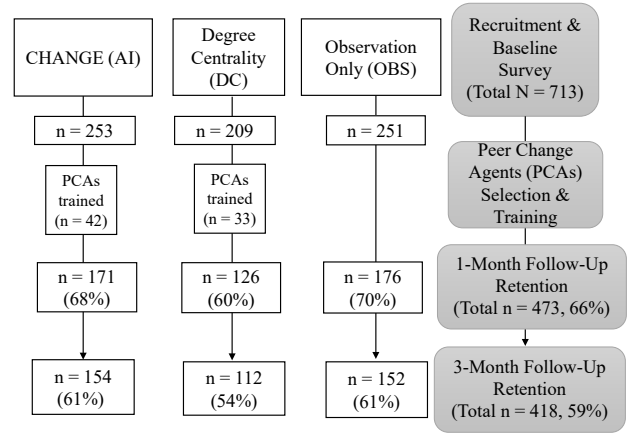 CHANGE (AI)
Degree
Centrality
(DC)
Observation
Only (OBS)
Recruitment &
Baseline
Survey
(Total N = 713)
n = 253
n = 209
n = 251
PCAs
trained
(n = 42)
PCAs
trained
(n = 33)
Peer Change
Agents (PCAs)
Selection &
Training
n = 171
(68%)
n = 126
(60%)
n = 176
(70%)
1-Month Follow-Up
Retention
(Total n = 473, 66%)
n = 154
(61%)
n = 112
(54%)
n = 152
(61%)
3-Month Follow-Up
Retention
(Total n = 418, 59%)